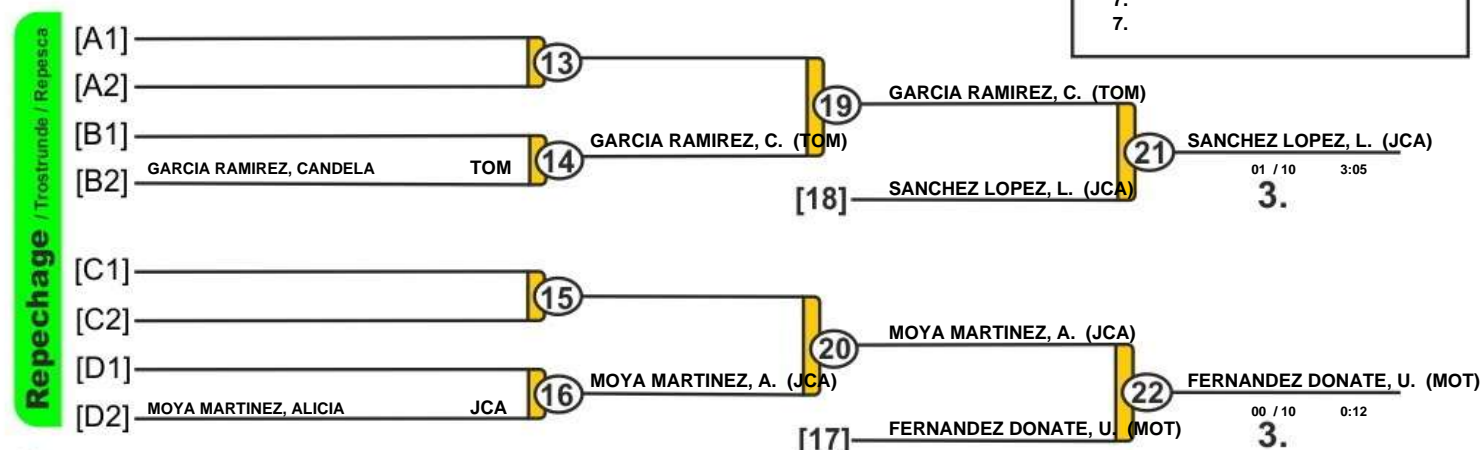 7.
7.
Repechage / Trostrunde / Repesca
[A1]
13
[A2]
19
GARCIA RAMIREZ, C. (TOM)
[B1]
14
GARCIA RAMIREZ, C. (TOM)
21
SANCHEZ LOPEZ, L. (JCA)
[B2] GARCIA RAMIREZ, CANDELA TOM
01 / 10 3:05
[18] SANCHEZ LOPEZ, L. (JCA)
3.
[C1]
15
[C2]
20
MOYA MARTINEZ, A. (JCA)
[D1]
16
MOYA MARTINEZ, A. (JCA)
22
FERNANDEZ DONATE, U. (MOT)
[D2] MOYA MARTINEZ, ALICIA JCA
00 / 10 0:12
[17] FERNANDEZ DONATE, U. (MOT)
3.